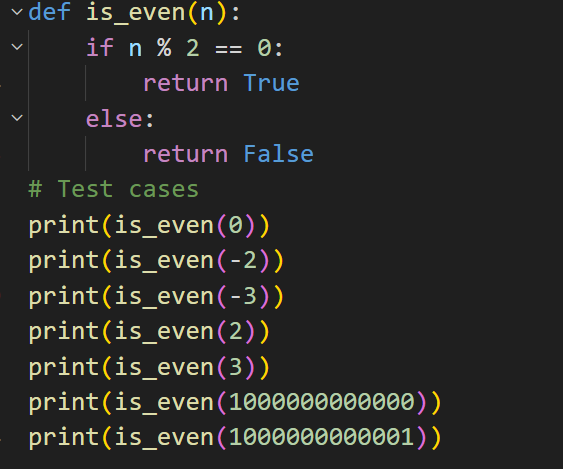 def is_even(n):
    if n % 2 == 0:
        return True
    else:
        return False
# Test cases
print(is_even(0))
print(is_even(-2))
print(is_even(-3))
print(is_even(2))
print(is_even(3))
print(is_even(1000000000000))
print(is_even(1000000000001))